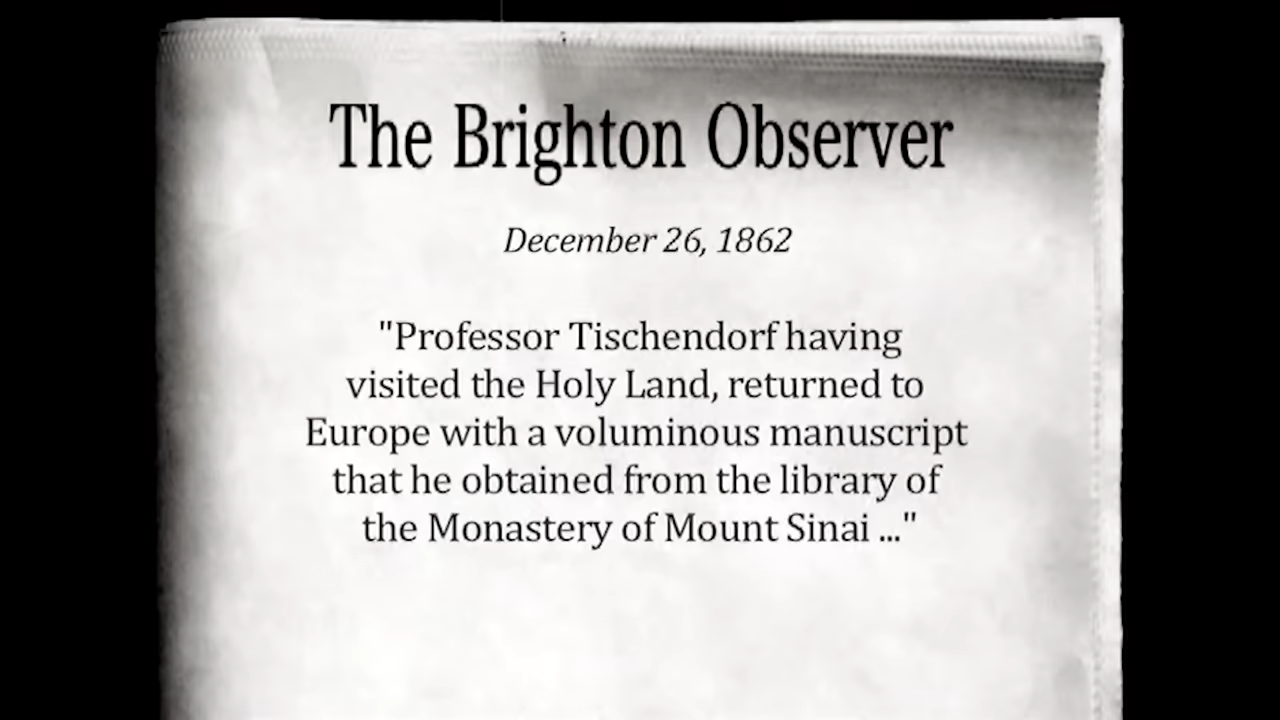 The Brighton Observer
December 26, 1862
"Professor Tischendorf having
visited the Holy Land, returned to
Europe with a voluminous manuscript
that he obtained from the library of
the Monastery of Mount Sinai ..."